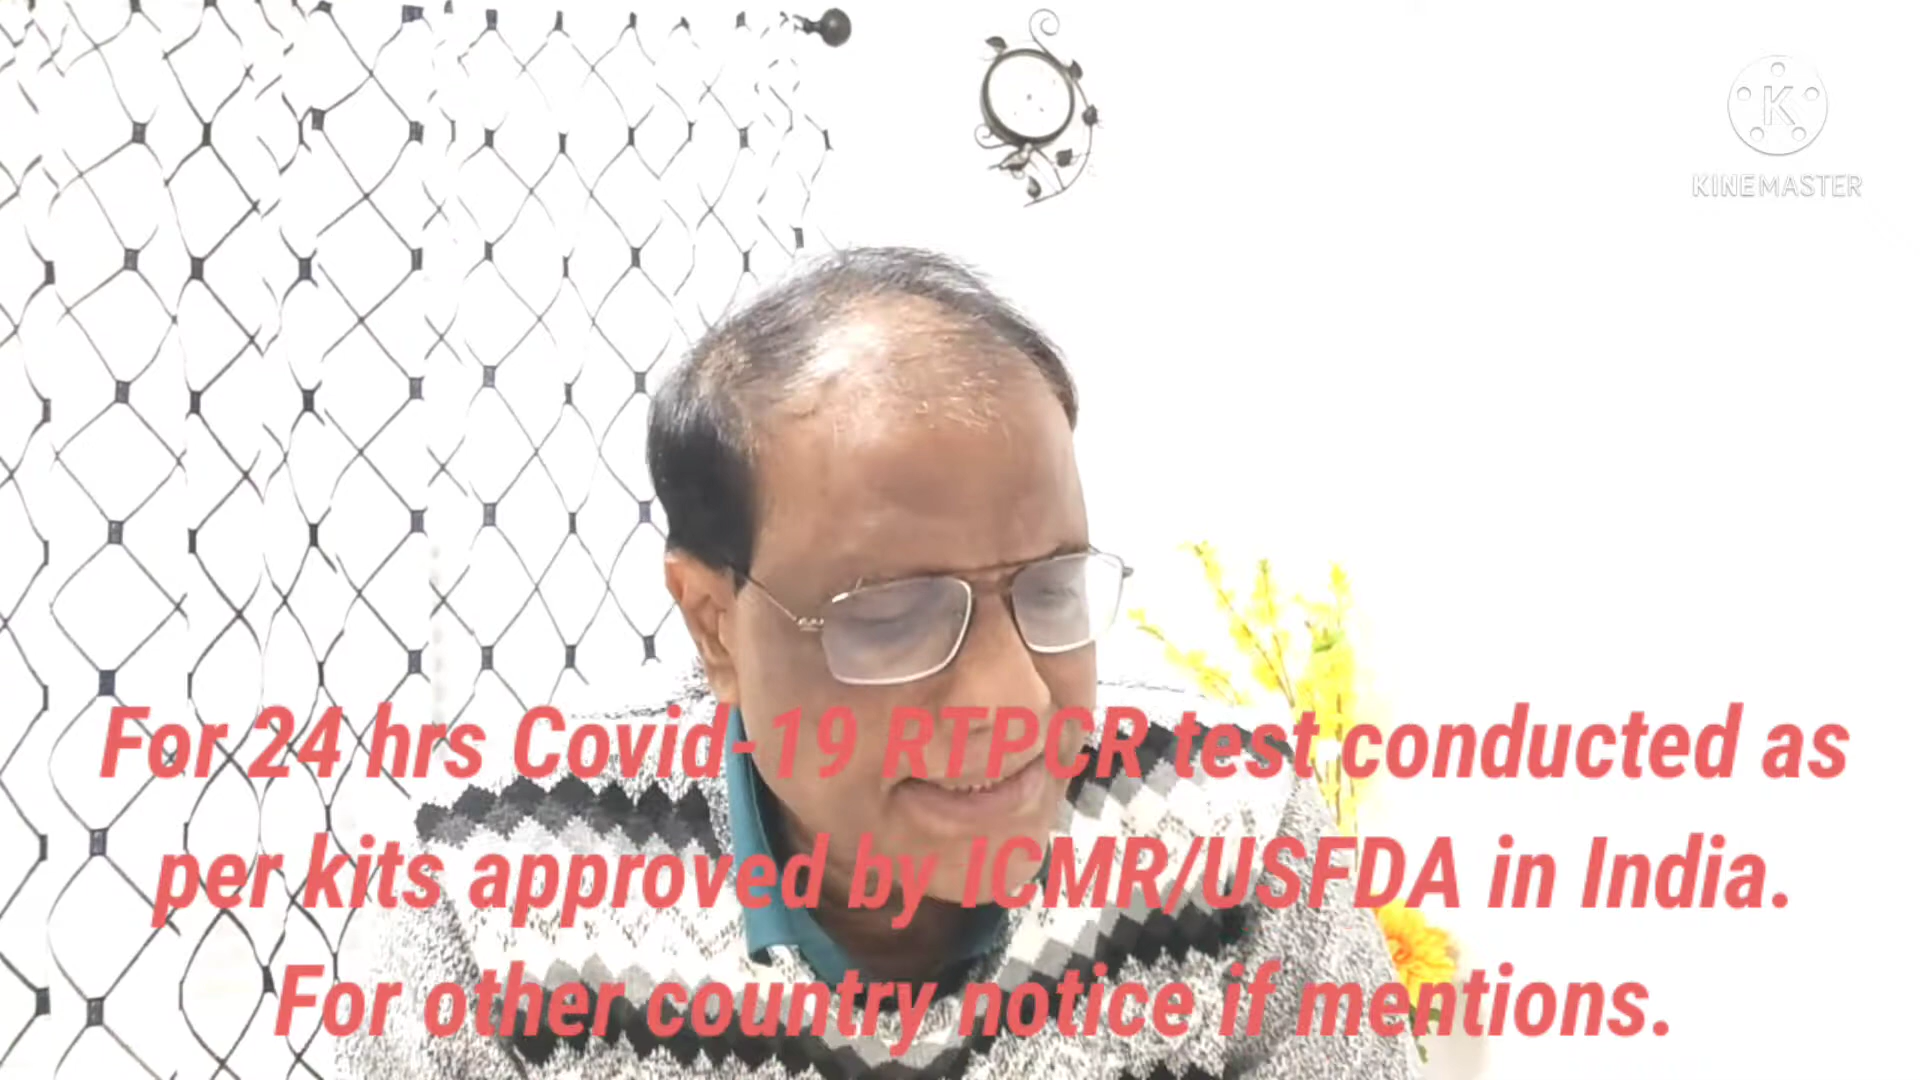 K
KINEMASTER
For 24 hrs Covid-19 RTPCR test conducted as
per kits approved by ICMR/USFDA in India.
For other country notice if mentions.